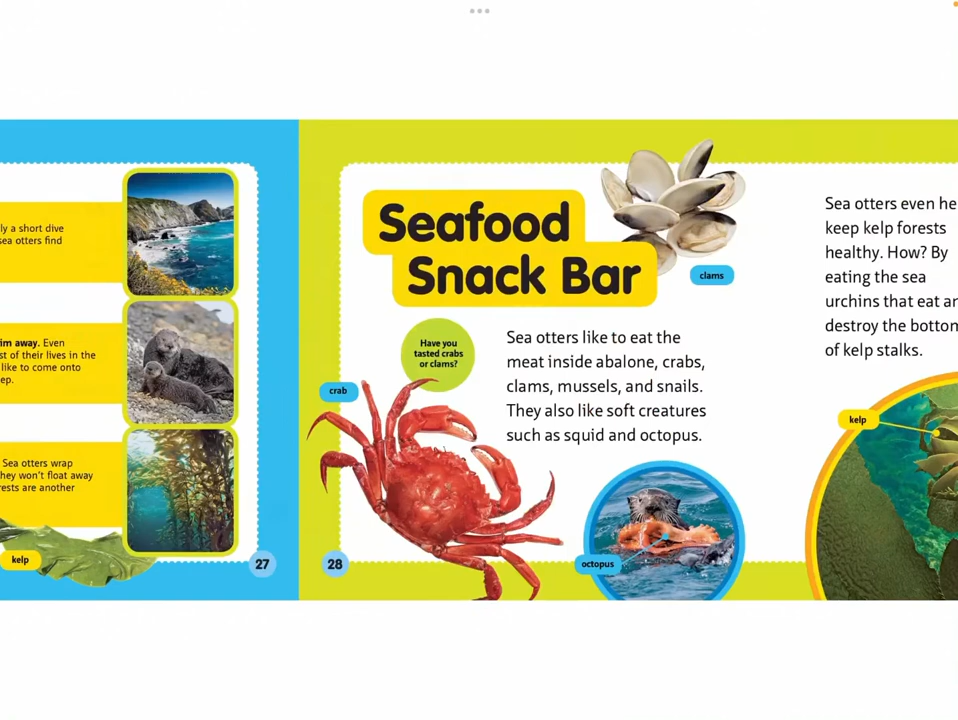 ly a short dive
sea otters find
im away. Even
st of their lives in the
like to come onto
ep.
Sea otters wrap
hey won't float away
rests are another
kelp
27
Seafood
Snack Bar
clams
Have you
tasted crabs
or clams?
crab
Sea otters like to eat the
meat inside abalone, crabs,
clams, mussels, and snails.
They also like soft creatures
such as squid and octopus.
octopus
28
Sea otters even he
keep kelp forests
healthy. How? By
eating the sea
urchins that eat an
destroy the bottom
of kelp stalks.
kelp